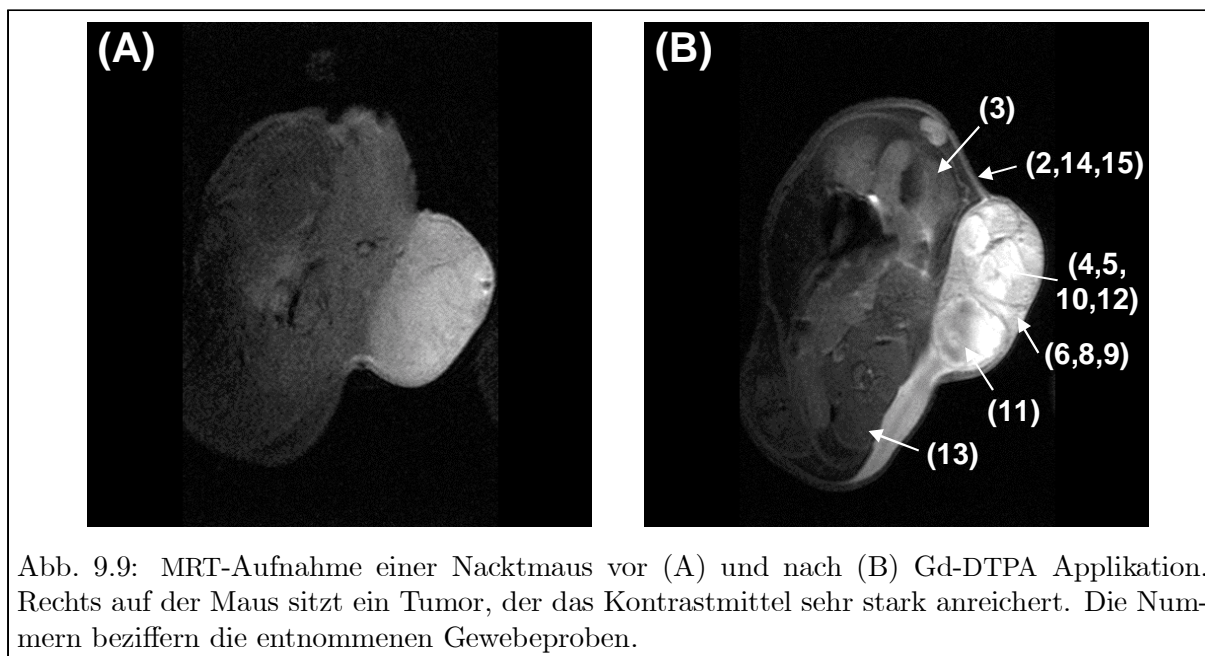 (A)
(B)
(3)
(2,14,15)
(4,5,
10,12)
(6,8,9)
(11)
(13)
Abb. 9.9: MRT-Aufnahme einer Nacktmaus vor (A) und nach (B) Gd-DTPA Applikation.
Rechts auf der Maus sitzt ein Tumor, der das Kontrastmittel sehr stark anreichert. Die Num-
mern beziffern die entnommenen Gewebeproben.